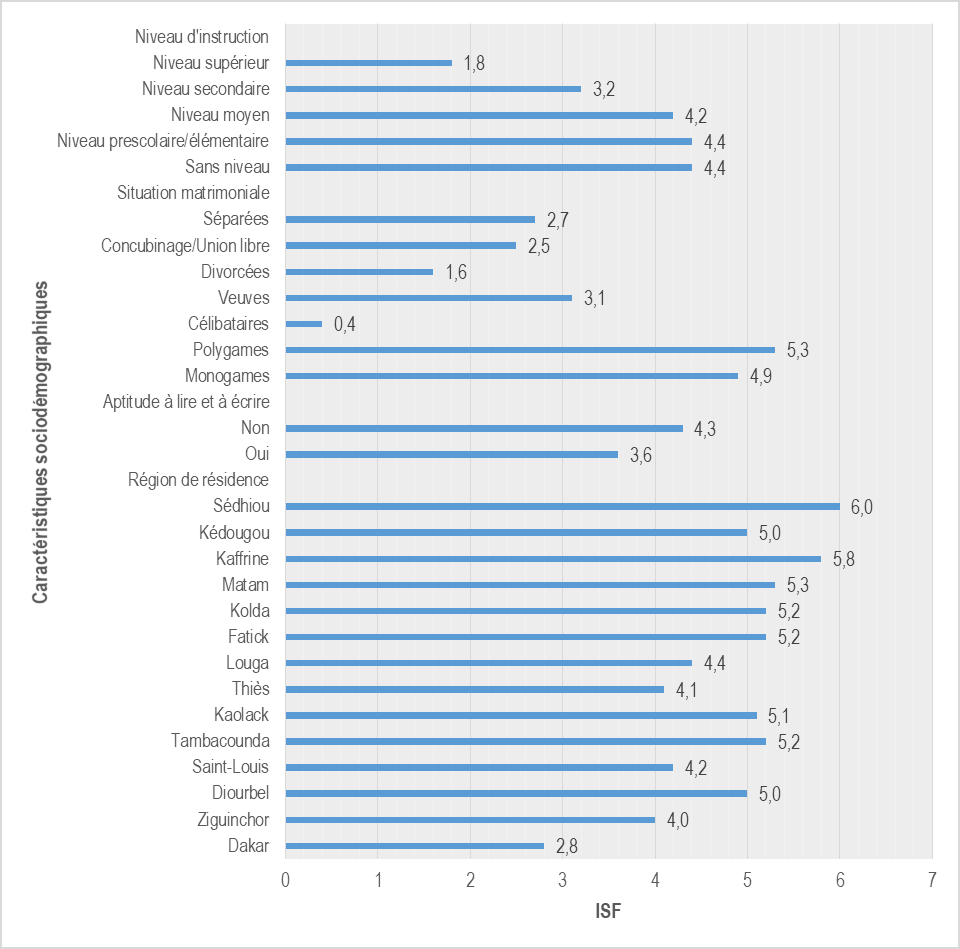 Caractéristiques sociodémographiques
Niveau d'instruction
Niveau supérieur 1,8
Niveau secondaire 3,2
Niveau moyen 4,2
Niveau prescolaire/élémentaire 4,4
Sans niveau 4,4
Situation matrimoniale
Séparées 2,7
Concubinage/Union libre 2,5
Divorcées 1,6
Veuves 3,1
Célibataires 0,4
Polygames 5,3
Monogames 4,9
Aptitude à lire et à écrire
Non 4,3
Oui 3,6
Région de résidence
Sédhiou 6,0
Kédougou 5,0
Kaffrine 5,8
Matam 5,3
Kolda 5,2
Fatick 5,2
Louga 4,4
Thiès 4,1
Kaolack 5,1
Tambacounda 5,2
Saint-Louis 4,2
Diourbel 5,0
Ziguinchor 4,0
Dakar 2,8
0 1 2 3 4 5 6 7
ISF